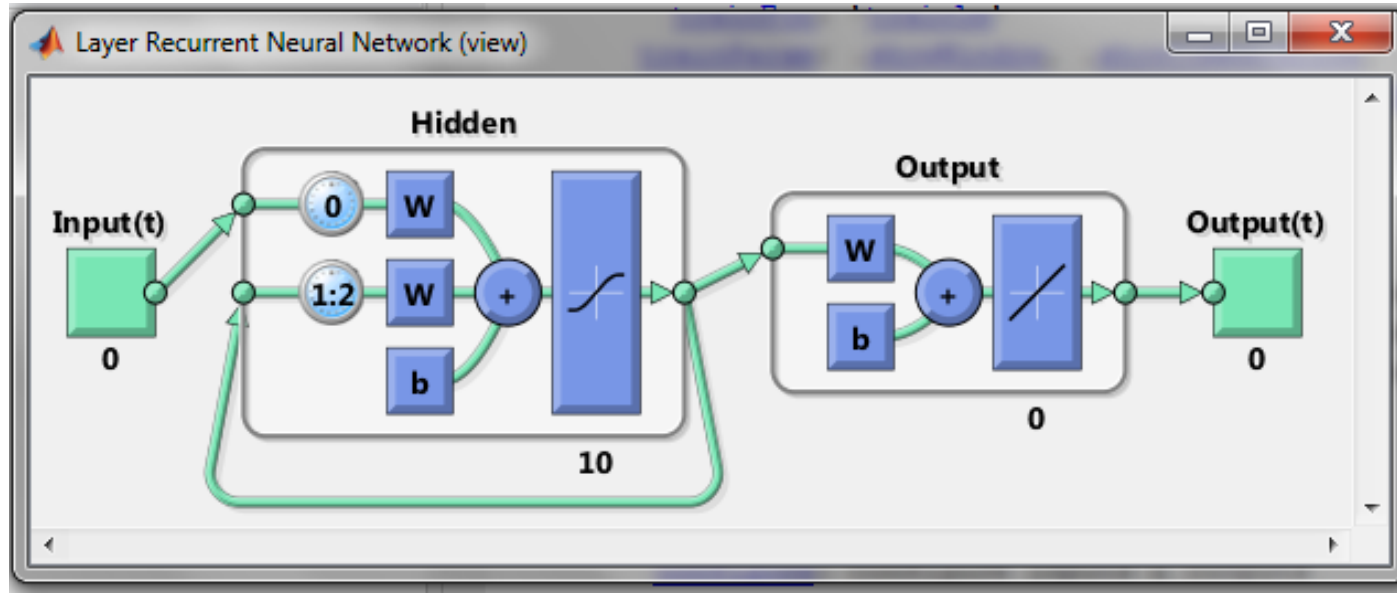 Layer Recurrent Neural Network (view)
Hidden
Output
Input(t)
Output(t)
0
W
W
1:2
W
+
+
b
b
0
0
0
10